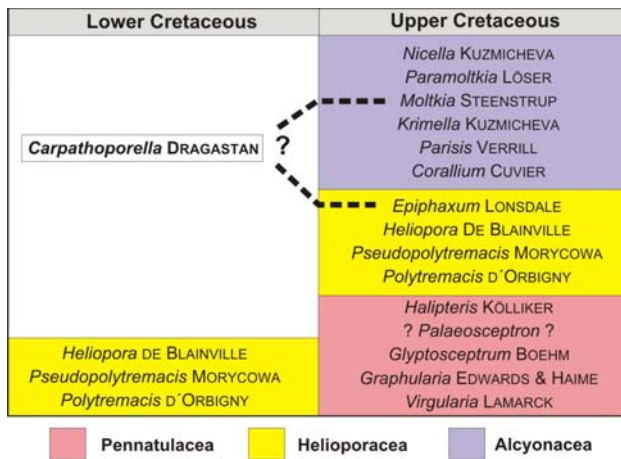 Lower Cretaceous
Upper Cretaceous
Carpathoporella DRAGASTAN
?
Nicella KUZMICHEVA
Paramoltkia LÖSER
Moltkia STEENSTRUP
Krimella KUZMICHEVA
Parisis VERRILL
Corallium CUVIER
Epiphaxum LONSDALE
Heliopora DE BLAINVILLE
Pseudopolytremacis MORYCOWA
Polytremacis D´ORBIGNY
Heliopora DE BLAINVILLE
Pseudopolytremacis MORYCOWA
Polytremacis D´ORBIGNY
Halipteris KÖLLIKER
? Palaeosceptron ?
Glyptosceptrum BOEHM
Graphularia EDWARDS & HAIME
Virgularia LAMARCK
Pennatulacea
Helioporacea
Alcyonacea